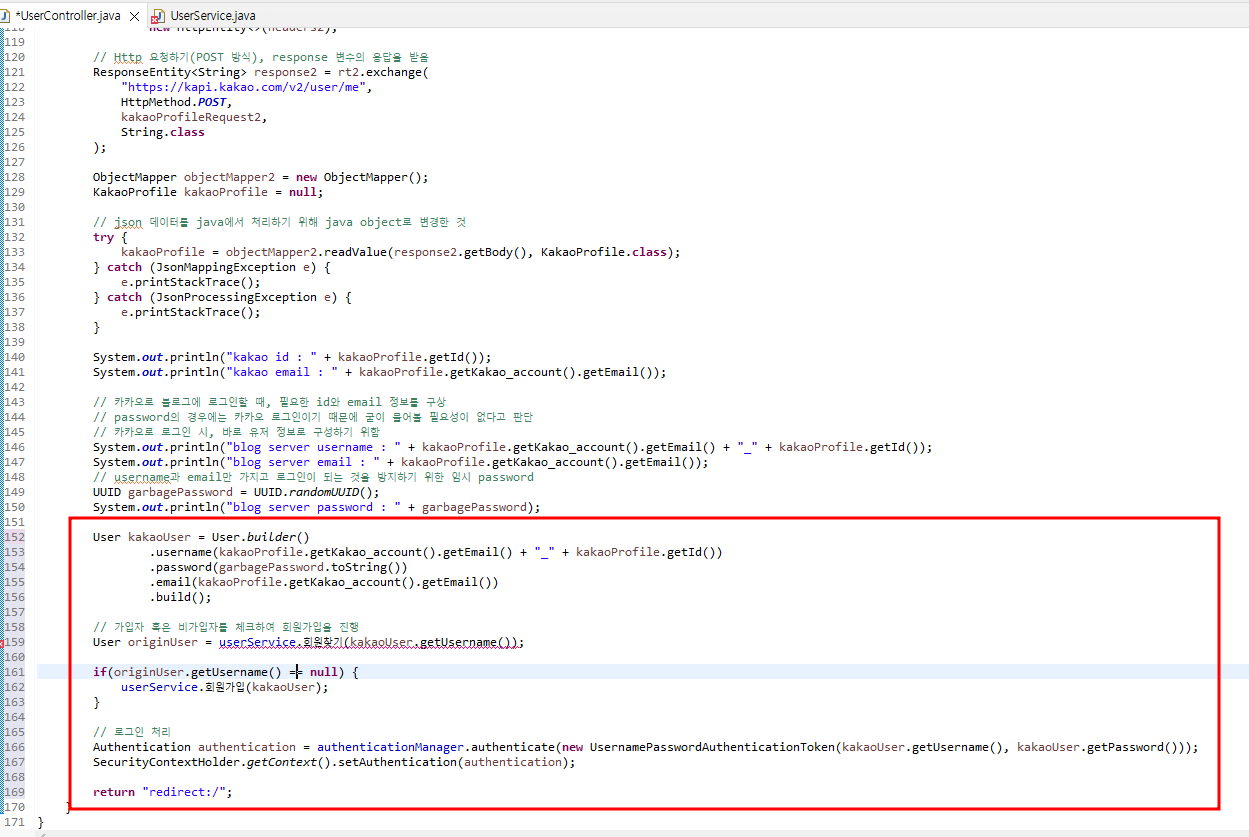 *UserController.java
UserService.java
118 new HttpEntity<>(headers2);
119
120 // Http 요청하기(POST 방식), response 변수의 응답을 받음
121 ResponseEntity<String> response2 = rt2.exchange(
122 "https://kapi.kakao.com/v2/user/me",
123 HttpMethod.POST,
124 kakaoProfileRequest2,
125 String.class
126 );
127
128 ObjectMapper objectMapper2 = new ObjectMapper();
129 KakaoProfile kakaoProfile = null;
130
131 // json 데이터를 java에서 처리하기 위해 java object로 변경한 것
132 try {
133 kakaoProfile = objectMapper2.readValue(response2.getBody(), KakaoProfile.class);
134 } catch (JsonMappingException e) {
135 e.printStackTrace();
136 } catch (JsonProcessingException e) {
137 e.printStackTrace();
138 }
139
140 System.out.println("kakao id : " + kakaoProfile.getId());
141 System.out.println("kakao email : " + kakaoProfile.getKakao_account().getEmail());
142
143 // 카카오로 블로그에 로그인할 때, 필요한 id와 email 정보를 구상
144 // password의 경우에는 카카오 로그인이기 때문에 굳이 들어볼 필요성이 없다고 판단
145 // 카카오로 로그인 시, 바로 유저 정보로 구성하기 위함
146 System.out.println("blog server username : " + kakaoProfile.getKakao_account().getEmail() + "_" + kakaoProfile.getId());
147 System.out.println("blog server email : " + kakaoProfile.getKakao_account().getEmail());
148 // username과 email만 가지고 로그인이 되는 것을 방지하기 위한 임시 password
149 UUID garbagePassword = UUID.randomUUID();
150 System.out.println("blog server password : " + garbagePassword);
151
152 User kakaoUser = User.builder()
153 .username(kakaoProfile.getKakao_account().getEmail() + "_" + kakaoProfile.getId())
154 .password(garbagePassword.toString())
155 .email(kakaoProfile.getKakao_account().getEmail())
156 .build();
157
158 // 가입자 혹은 비가입자를 체크하여 회원가입을 진행
159 User originUser = userService.회원찾기(kakaoUser.getUsername());
160
161 if(originUser.getUsername() == null) {
162 userService.회원가입(kakaoUser);
163 }
164
165 // 로그인 처리
166 Authentication authentication = authenticationManager.authenticate(new UsernamePasswordAuthenticationToken(kakaoUser.getUsername(), kakaoUser.getPassword()));
167 SecurityContextHolder.getContext().setAuthentication(authentication);
168
169 return "redirect:/";
170 }
171 }